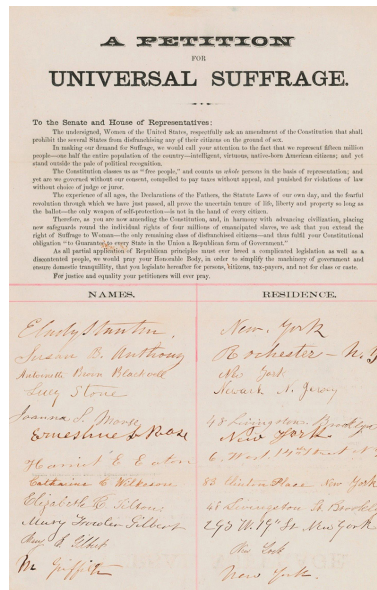 A PETITION
FOR
UNIVERSAL SUFFRAGE.
To the Senate and House of Representatives:
The undersigned, Women of the United States, respectfully ask an amendment of the Constitution that shall
prohibit the several States from disfranchising any of their citizens on the ground of sex.
In making our demand for Suffrage, we would call your attention to the fact that we represent fifteen million
people—one half the entire population of the country—intelligent, virtuous, native-born American citizens; and yet
stand outside the pale of political recognition.
The Constitution classes us as "free people," and counts us whole persons in the basis of representation; and
yet are we governed without our consent, compelled to pay taxes without appeal, and punished for violations of law
without choice of judge or juror.
The experience of all ages, the Declarations of the Fathers, the Statute Laws of our own day, and the fearful
revolution through which we have just passed, all prove the uncertain tenure of life, liberty and property so long as
the ballot—the only weapon of self-protection—is not in the hand of every citizen.
Therefore, as you are now amending the Constitution, and, in harmony with advancing civilization, placing
new safeguards round the individual rights of four millions of emancipated slaves, we ask that you extend the
right of Suffrage to Woman—the only remaining class of disfranchised citizens—and thus fulfil your Constitutional
obligation "to Guarantee to every State in the Union a Republican form of Government."
As all partial application of Republican principles must ever breed a complicated legislation as well as a
discontented people, we would pray your Honorable Body, in order to simplify the machinery of government and
ensure domestic tranquillity, that you legislate hereafter for persons, citizens, tax-payers, and not for class or caste.
For justice and equality your petitioners will ever pray.
NAMES. RESIDENCE.
E Cady Stanton, New York
Susan B. Anthony Rochester - N. Y
Antoinette Brown Blackwell New York
Lucy Stone Newark N. Jersey
Joanna S. Morse 48 Livingston. Brooklyn
Ernestine L Rose New York
Harriet E Eaton 6. West 14th Street N
Catharine C Wilkeson 83 Clinton Place New York
Elizabeth R. Tilton 48 Livingston St. Brookly
Mary Fowler Gilbert 293 W. 19th St New York
Gilbert New York
M Griffith New York.